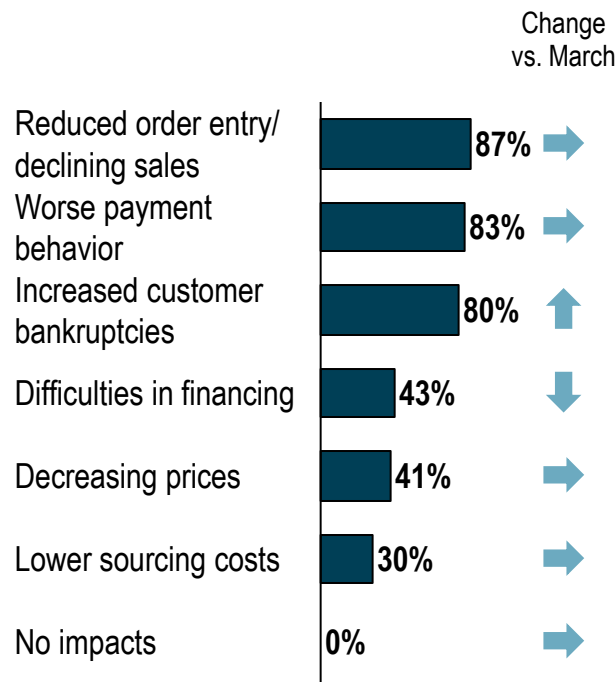 Change
vs. March
Reduced order entry/
declining sales
87%
Worse payment
behavior
83%
Increased customer
bankruptcies
80%
Difficulties in financing
43%
Decreasing prices
41%
Lower sourcing costs
30%
No impacts
0%